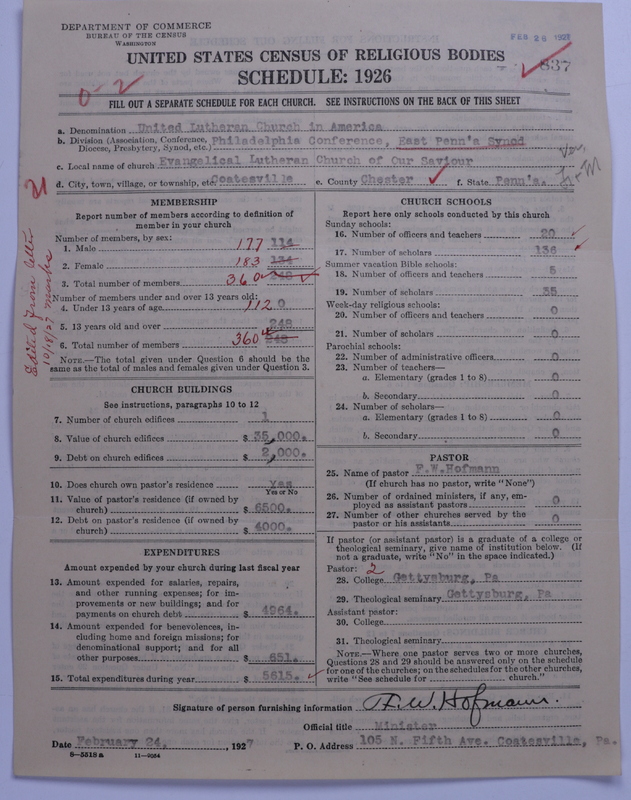 DEPARTMENT OF COMMERCE
BUREAU OF THE CENSUS
WASHINGTON
FEB 26 1927
UNITED STATES CENSUS OF RELIGIOUS BODIES
SCHEDULE: 1926
837
0-2
FILL OUT A SEPARATE SCHEDULE FOR EACH CHURCH. SEE INSTRUCTIONS ON THE BACK OF THIS SHEET
a. Denomination United Lutheran Church in America
b. Division (Association, Conference, Diocese, Presbytery, Synod, etc.) Philadelphia Conference, East Penn'a Synod
c. Local name of church Evangelical Lutheran Church of Our Saviour
d. City, town, village, or township, etc. Coatesville e. County Chester f. State Penn'a.
Edited from letter 10/18/27
MEMBERSHIP
Report number of members according to definition of member in your church
Number of members, by sex:
1. Male 177 114
2. Female 183 134
3. Total number of members 360 248
Number of members under and over 13 years old:
4. Under 13 years of age 112 0
5. 13 years old and over 248
6. Total number of members 360 248
NOTE.—The total given under Question 6 should be the same as the total of males and females given under Question 3.
CHURCH BUILDINGS
See instructions, paragraphs 10 to 12
7. Number of church edifices 1
8. Value of church edifices $ 35,000.
9. Debt on church edifices $ 2,000.
10. Does church own pastor's residence Yes
Yes or No
11. Value of pastor's residence (if owned by church) $ 6500.
12. Debt on pastor's residence (if owned by church) $ 4000.
EXPENDITURES
Amount expended by your church during last fiscal year
13. Amount expended for salaries, repairs, and other running expenses; for improvements or new buildings; and for payments on church debt $ 4964.
14. Amount expended for benevolences, including home and foreign missions; for denominational support; and for all other purposes $ 651.
15. Total expenditures during year $ 5615.
CHURCH SCHOOLS
Report here only schools conducted by this church
Sunday schools:
16. Number of officers and teachers 20
17. Number of scholars 136
Summer vacation Bible schools:
18. Number of officers and teachers 5
19. Number of scholars 35
Week-day religious schools:
20. Number of officers and teachers 0
21. Number of scholars 0
Parochial schools:
22. Number of administrative officers 0
23. Number of teachers—
a. Elementary (grades 1 to 8) 0
b. Secondary 0
24. Number of scholars—
a. Elementary (grades 1 to 8) 0
b. Secondary 0
PASTOR
25. Name of pastor F.W.Hofmann
(If church has no pastor, write "None")
26. Number of ordained ministers, if any, employed as assistant pastors 0
27. Number of other churches served by the pastor or his assistants 0
If pastor (or assistant pastor) is a graduate of a college or theological seminary, give name of institution below. (If not a graduate, write "No" in the space indicated.)
Pastor: 2
28. College Gettysburg, Pa
29. Theological seminary Gettysburg, Pa
Assistant pastor:
30. College
31. Theological seminary
NOTE.—Where one pastor serves two or more churches, Questions 28 and 29 should be answered only on the schedule for one of the churches; on the schedules for the other churches, write "See schedule for church."
Signature of person furnishing information F. W. Hofmann.
Official title Minister
Date February 24, 1927 P. O. Address 105 N. Fifth Ave. Coatesville, Pa.
8—5518 a 11—9054